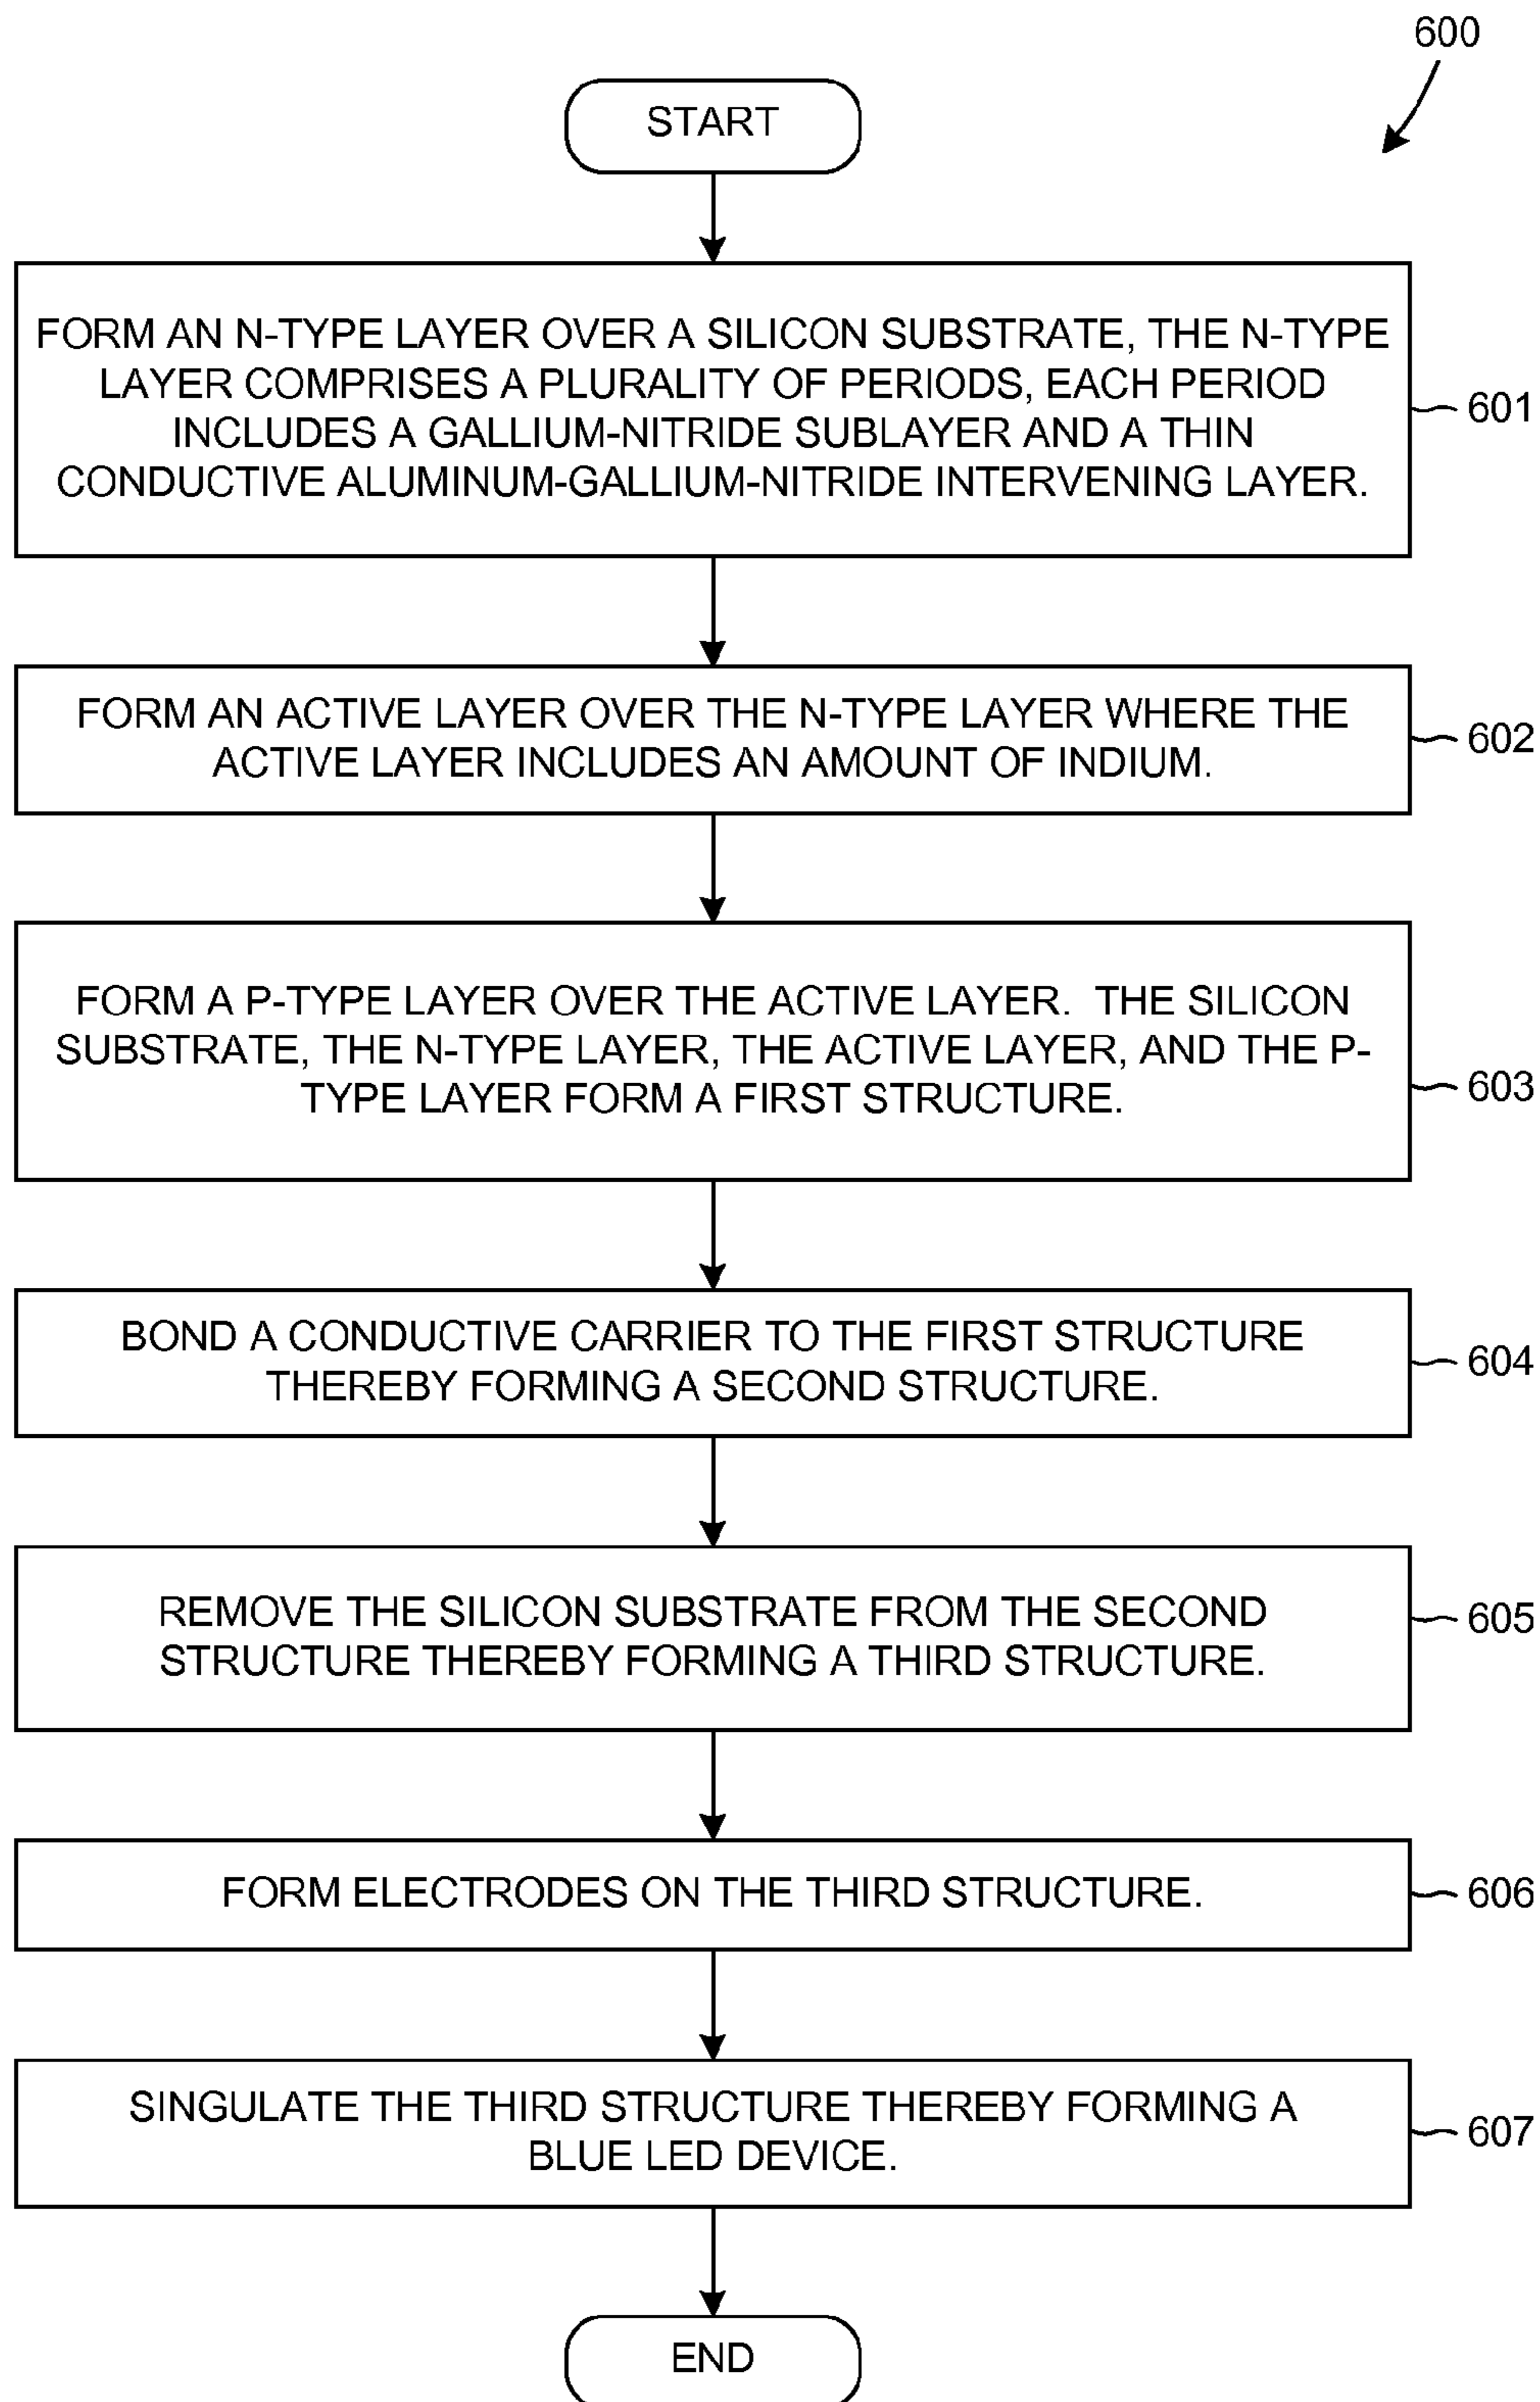 600
START
FORM AN N-TYPE LAYER OVER A SILICON SUBSTRATE, THE N-TYPE
LAYER COMPRISES A PLURALITY OF PERIODS, EACH PERIOD
INCLUDES A GALLIUM-NITRIDE SUBLAYER AND A THIN
CONDUCTIVE ALUMINUM-GALLIUM-NITRIDE INTERVENING LAYER.
601
FORM AN ACTIVE LAYER OVER THE N-TYPE LAYER WHERE THE
ACTIVE LAYER INCLUDES AN AMOUNT OF INDIUM.
602
FORM A P-TYPE LAYER OVER THE ACTIVE LAYER.  THE SILICON
SUBSTRATE, THE N-TYPE LAYER, THE ACTIVE LAYER, AND THE P-
TYPE LAYER FORM A FIRST STRUCTURE.
603
BOND A CONDUCTIVE CARRIER TO THE FIRST STRUCTURE
THEREBY FORMING A SECOND STRUCTURE.
604
REMOVE THE SILICON SUBSTRATE FROM THE SECOND
STRUCTURE THEREBY FORMING A THIRD STRUCTURE.
605
FORM ELECTRODES ON THE THIRD STRUCTURE.
606
SINGULATE THE THIRD STRUCTURE THEREBY FORMING A
BLUE LED DEVICE.
607
END